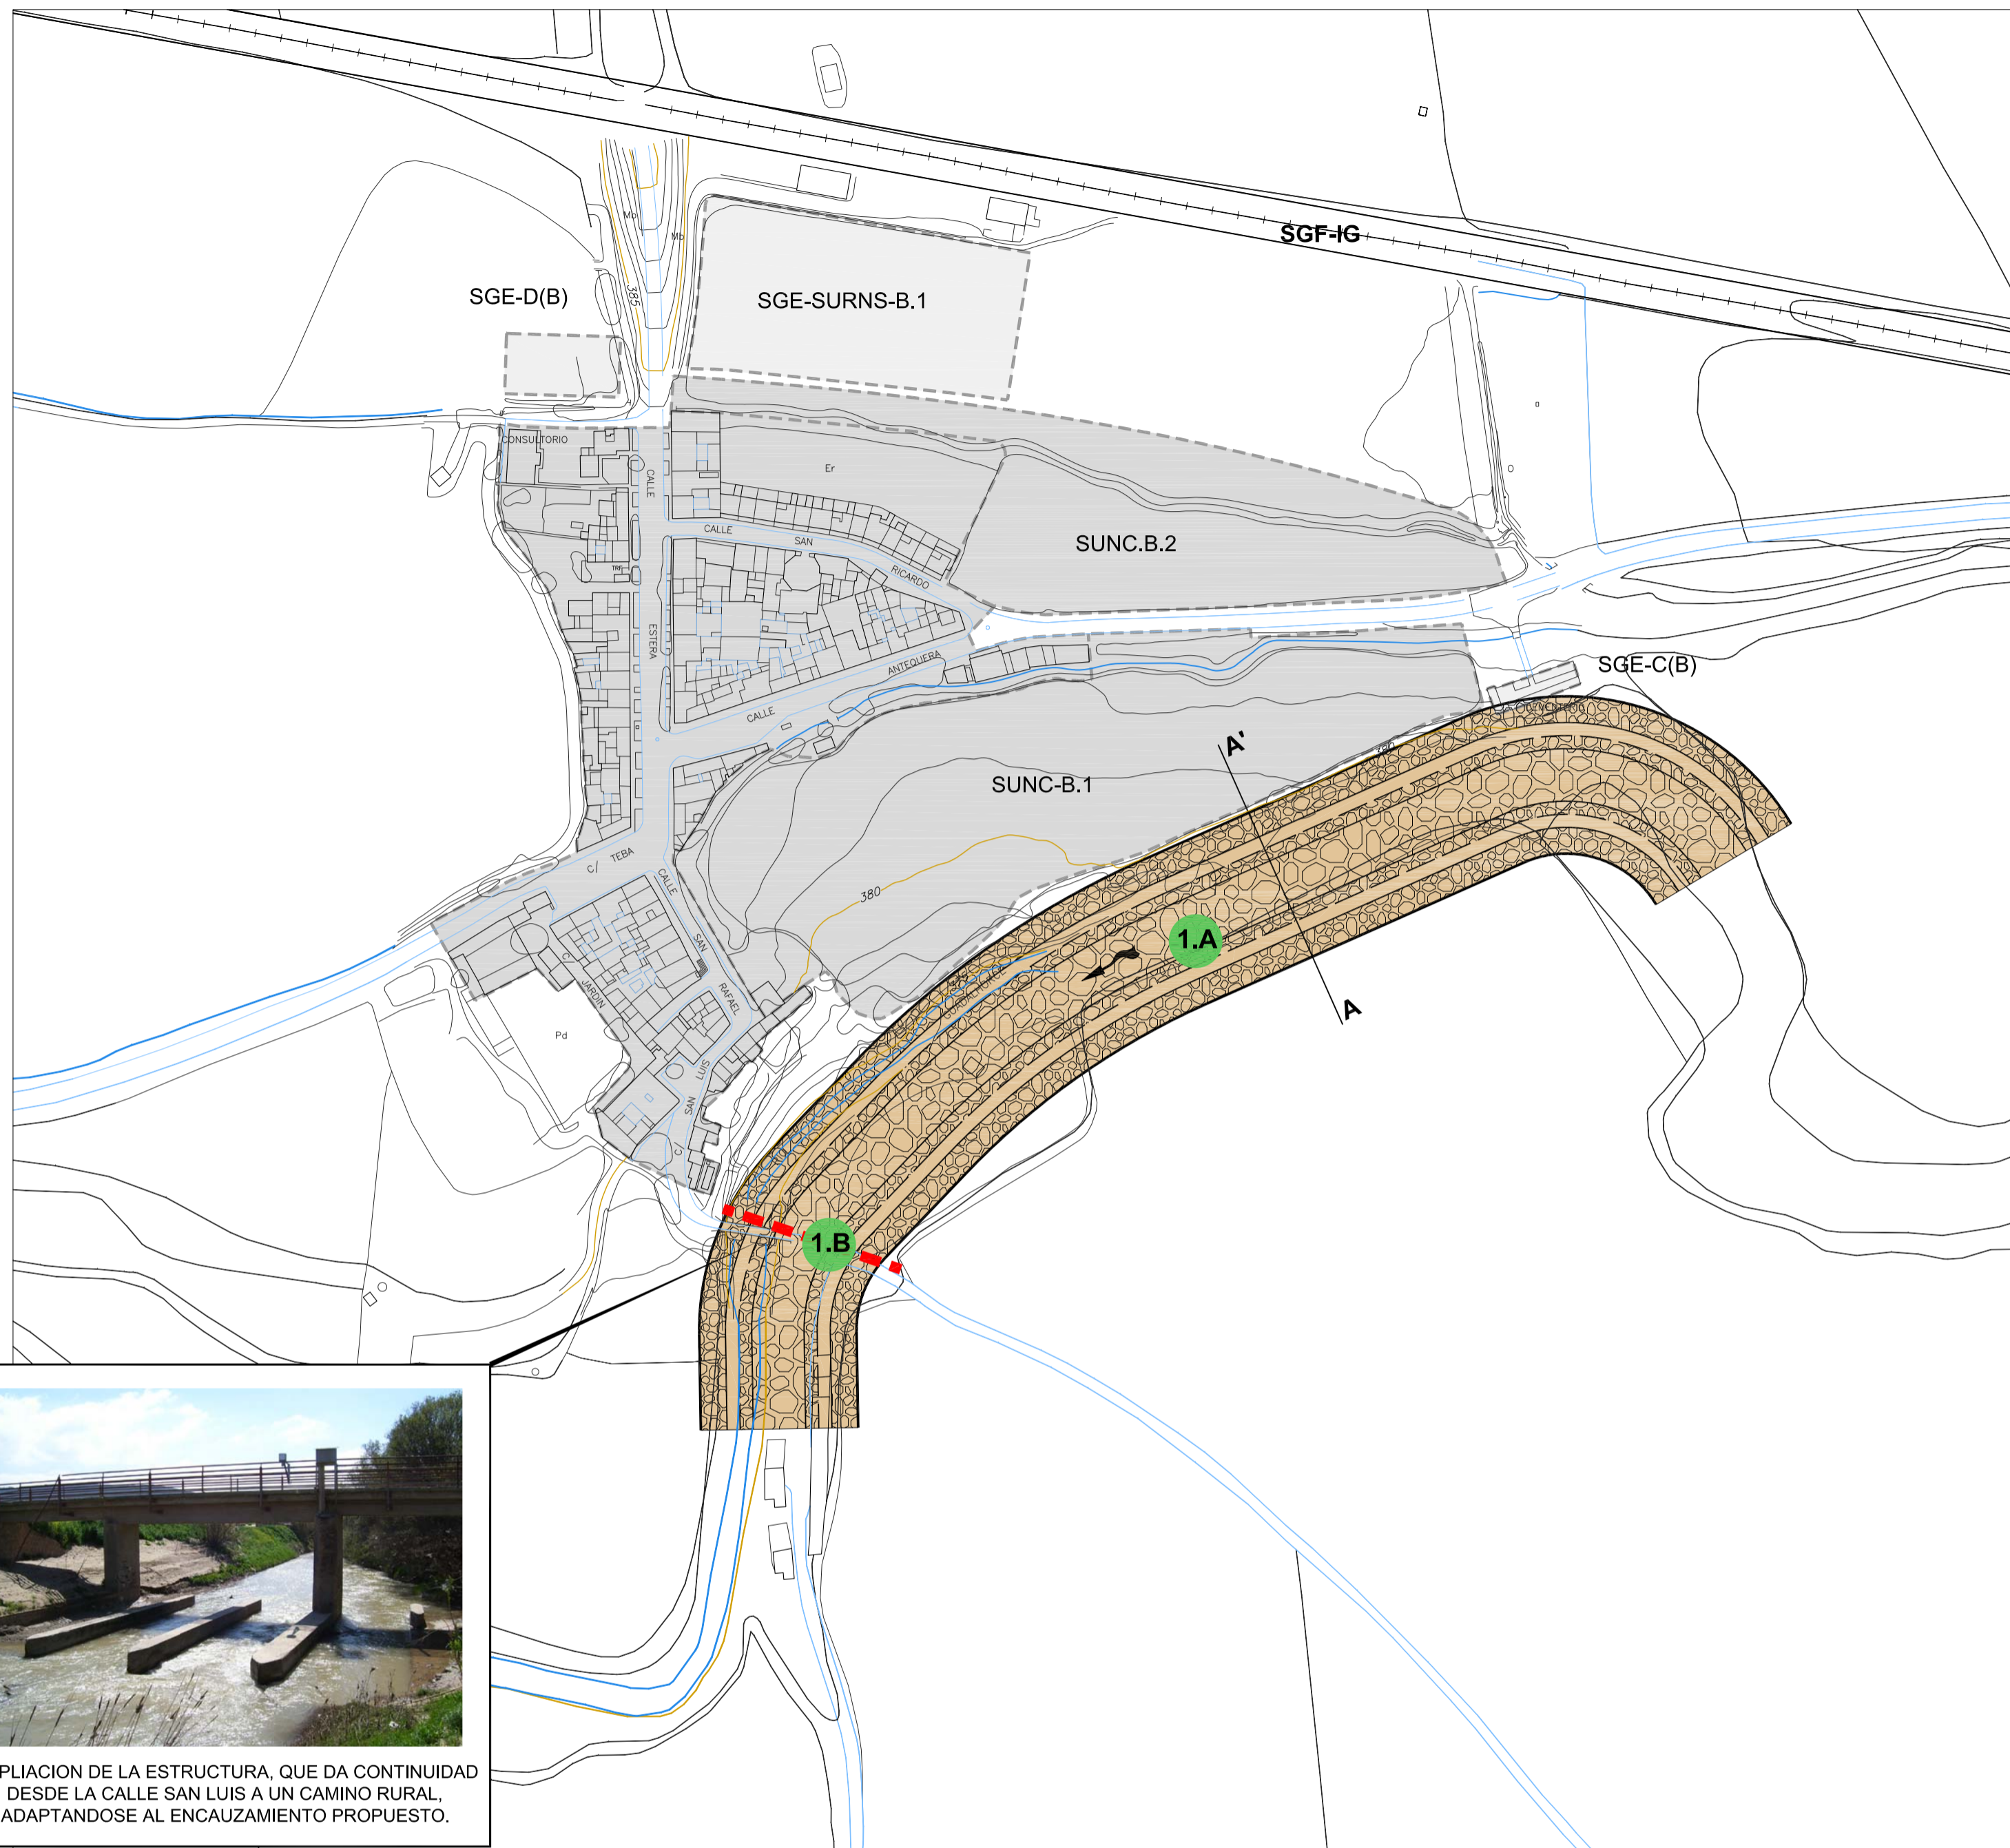 SGF-IG
Mb
Mb
385
SGE-D(B)
SGE-SURNS-B.1
CONSULTORIO
Er
CALLE
CALLE
SAN
RICARDO
SUNC.B.2
TRF
ESTERA
ANTEQUERA
CALLE
SGE-C(B)
380
A'
SUNC-B.1
C/
TEBA
CALLE
380
1.A
SAN
C/
JARDIN
RAFAEL
A
Pd
LUIS
SAN
C/
1.B
PLIACION DE LA ESTRUCTURA, QUE DA CONTINUIDAD
DESDE LA CALLE SAN LUIS A UN CAMINO RURAL,
ADAPTANDOSE AL ENCAUZAMIENTO PROPUESTO.